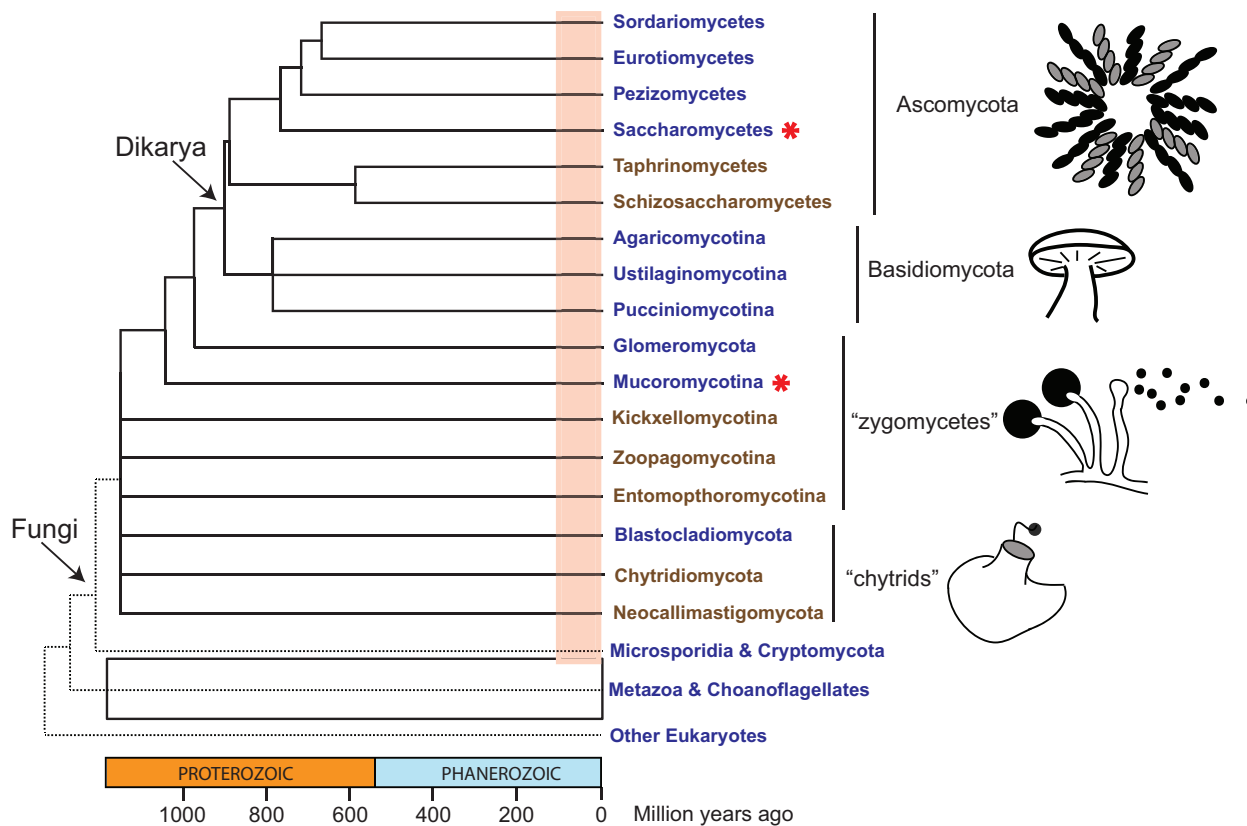 Sordariomycetes
Eurotiomycetes
Pezizomycetes
Saccharomycetes *
Taphrinomycetes
Schizosaccharomycetes
Agaricomycotina
Ustilaginomycotina
Pucciniomycotina
Glomeromycota
Mucoromycotina *
Kickxellomycotina
Zoopagomycotina
Entomopthoromycotina
Blastocladiomycota
Chytridiomycota
Neocallimastigomycota
Microsporidia & Cryptomycota
Metazoa & Choanoflagellates
Other Eukaryotes
Ascomycota
Basidiomycota
“zygomycetes”
“chytrids”
Dikarya
Fungi
PROTEROZOIC PHANEROZOIC
1000 800 600 400 200 0 Million years ago